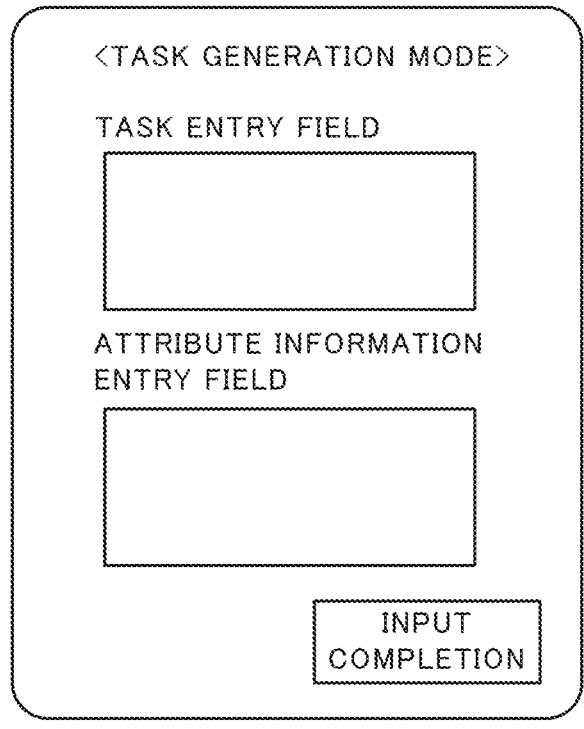 <TASK GENERATION MODE>
TASK ENTRY FIELD
ATTRIBUTE INFORMATION
ENTRY FIELD
INPUT
COMPLETION